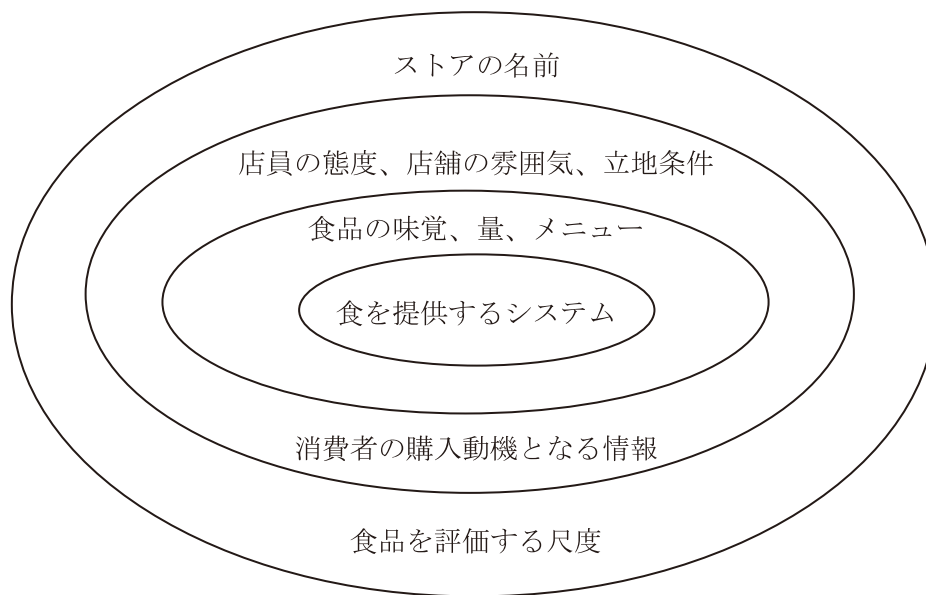 ストアの名前
店員の態度、店舗の雰囲気、立地条件
食品の味覚、量、メニュー
食を提供するシステム
消費者の購入動機となる情報
食品を評価する尺度